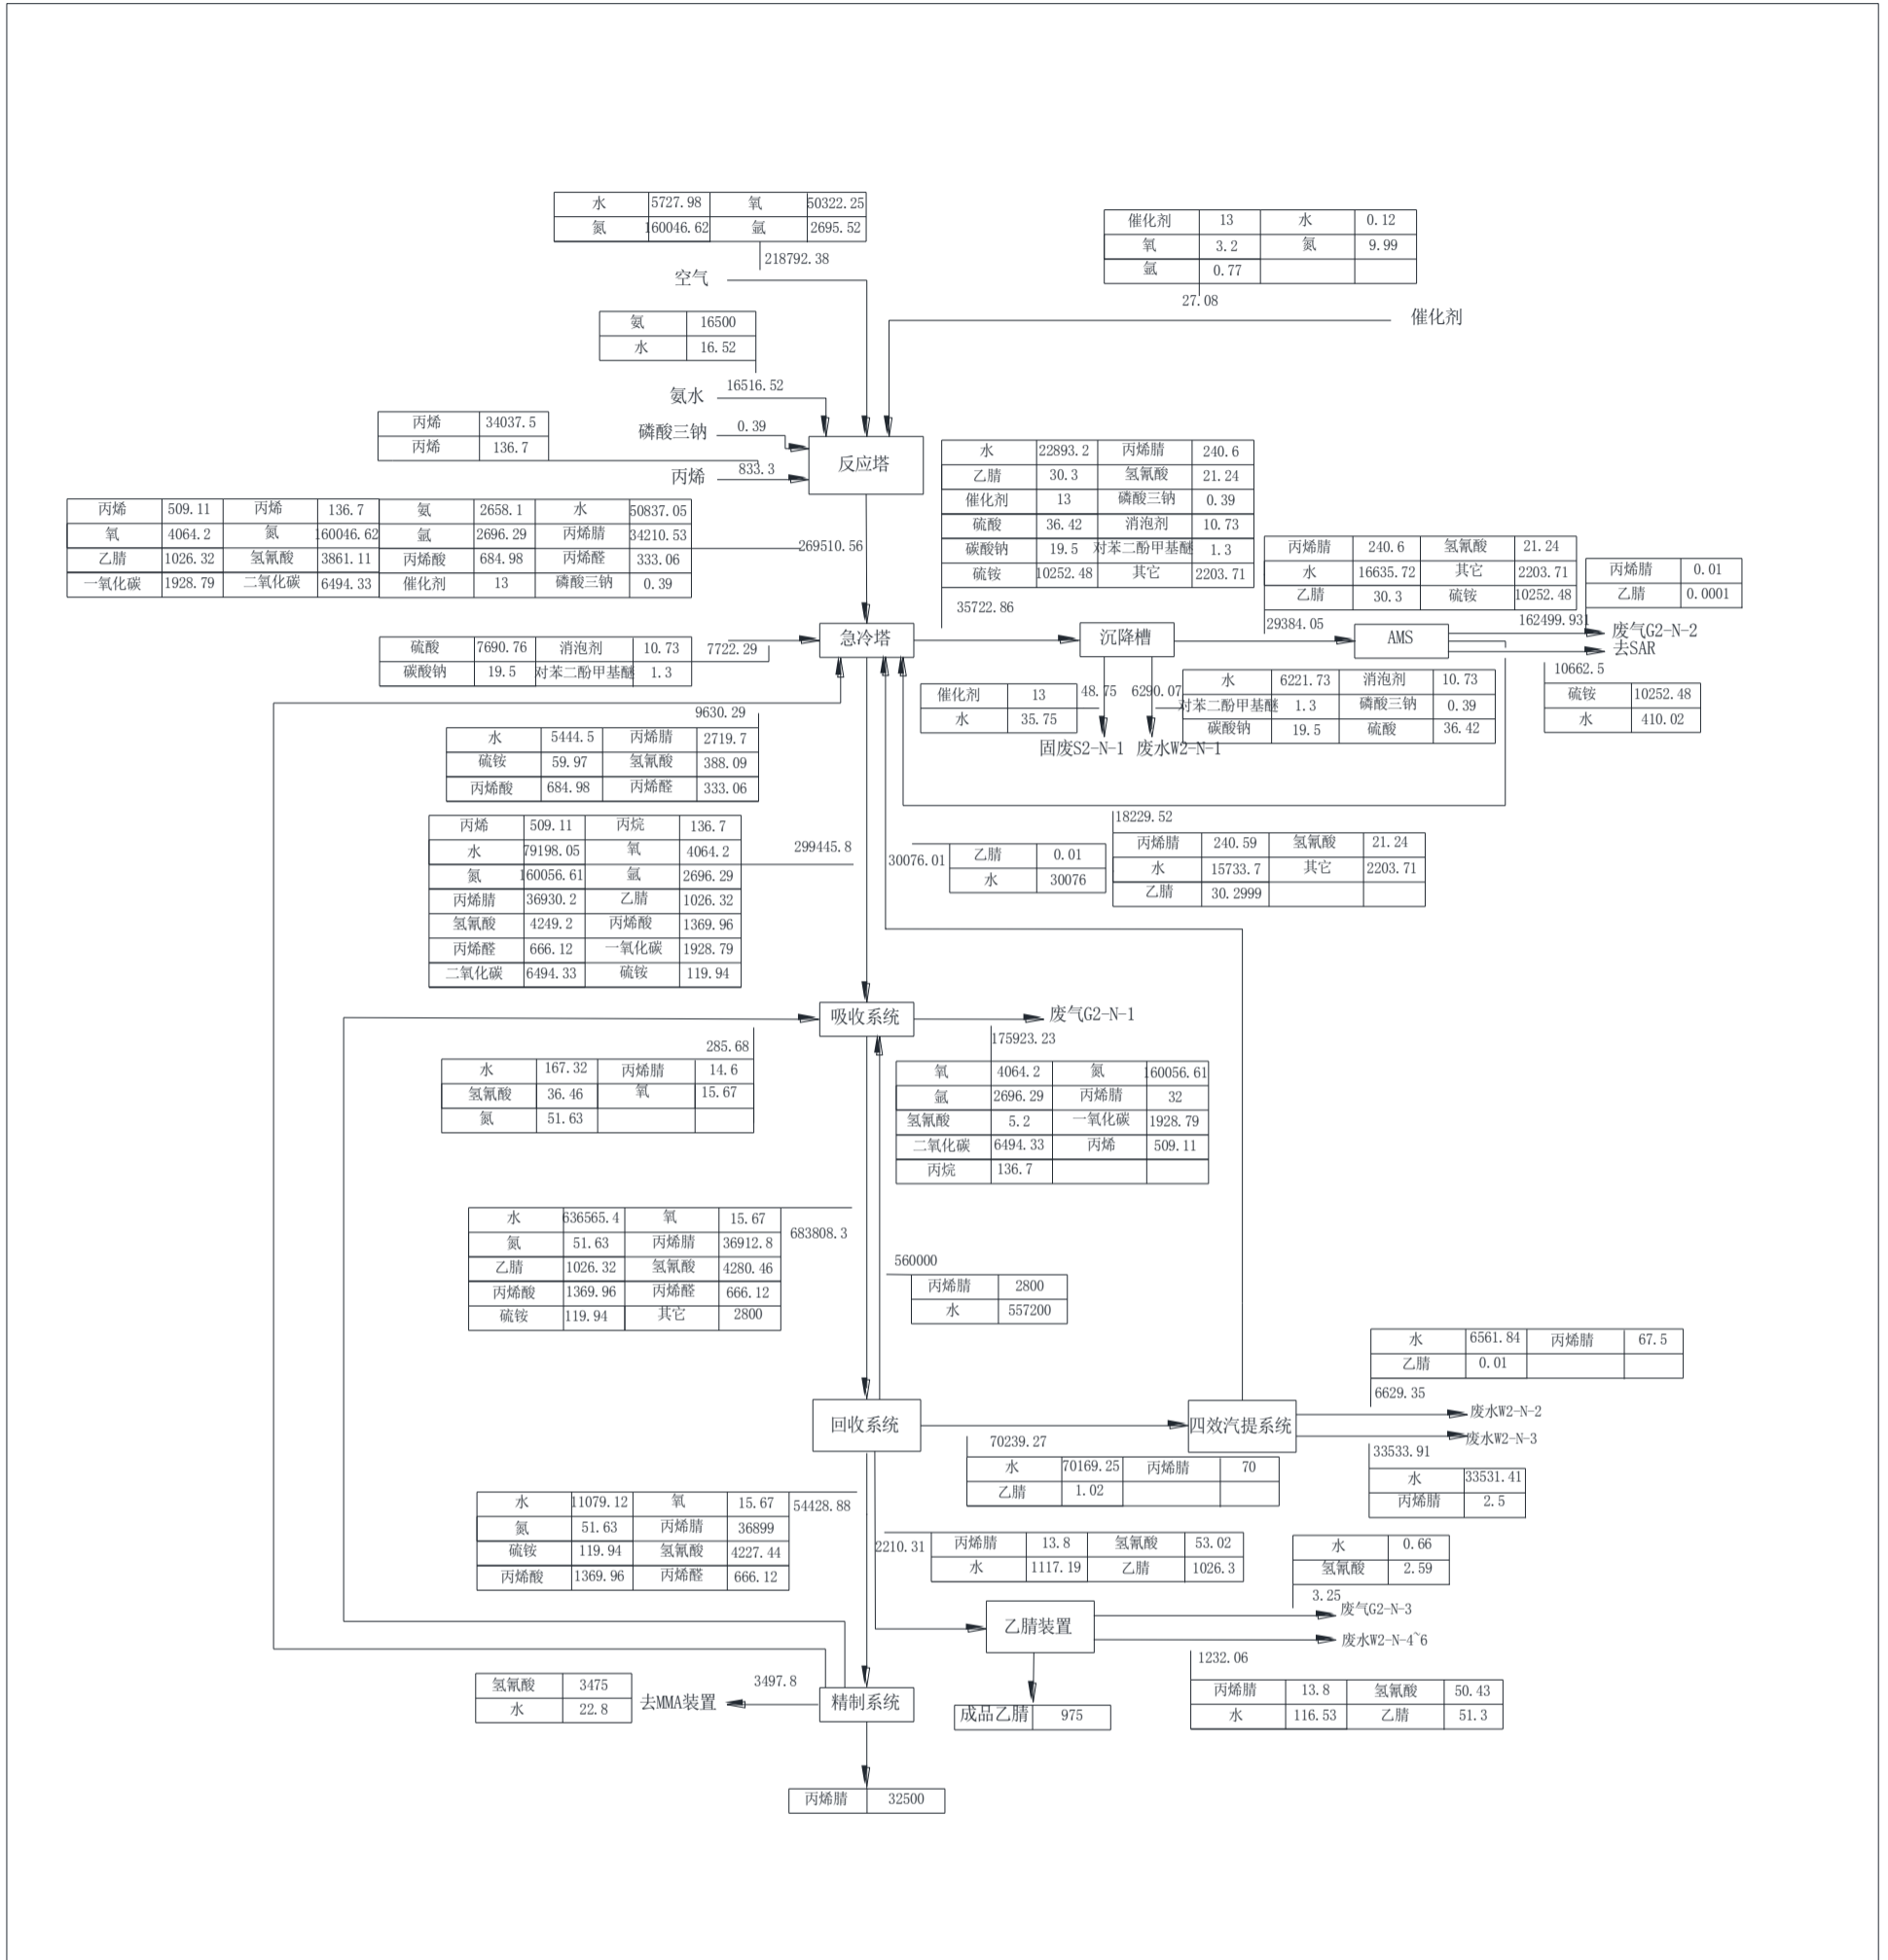 水 5727.98 氧 50322.25
氮 160046.62 氩 2695.52
218792.38
空气
催化剂 13 水 0.12
氧 3.2 氮 9.99
氩 0.77
27.08
催化剂
氨 16500
水 16.52
氨水 16516.52
丙烯 34037.5
丙烯 136.7
磷酸三钠 0.39
丙烯 833.3
反应塔
丙烯 509.11 丙烯 136.7 氨 2658.1 水 50837.05
氧 4064.2 氮 160046.62 氩 2696.29 丙烯腈 34210.53
乙腈 1026.32 氢氰酸 3861.11 丙烯酸 684.98 丙烯醛 333.06
一氧化碳 1928.79 二氧化碳 6494.33 催化剂 13 磷酸三钠 0.39
269510.56
水 22893.2 丙烯腈 240.6
乙腈 30.3 氢氰酸 21.24
催化剂 13 磷酸三钠 0.39
硫酸 36.42 消泡剂 10.73
碳酸钠 19.5 对苯二酚甲基醚 1.3
硫铵 10252.48 其它 2203.71
35722.86
丙烯腈 240.6 氢氰酸 21.24
水 16635.72 其它 2203.71
乙腈 30.3 硫铵 10252.48
29384.05
丙烯腈 0.01
乙腈 0.0001
162499.931
废气G2-N-2
去SAR
10662.5
硫铵 10252.48
水 410.02
硫酸 7690.76 消泡剂 10.73
碳酸钠 19.5 对苯二酚甲基醚 1.3
7722.29
急冷塔
沉降槽
AMS
催化剂 13
水 35.75
48.75
6290.07
水 6221.73 消泡剂 10.73
对苯二酚甲基醚 1.3 磷酸三钠 0.39
碳酸钠 19.5 硫酸 36.42
固废S2-N-1 废水W2-N-1
9630.29
水 5444.5 丙烯腈 2719.7
硫铵 59.97 氢氰酸 388.09
丙烯酸 684.98 丙烯醛 333.06
丙烯 509.11 丙烷 136.7
水 79198.05 氧 4064.2
氮 160056.61 氩 2696.29
丙烯腈 36930.2 乙腈 1026.32
氢氰酸 4249.2 丙烯酸 1369.96
丙烯醛 666.12 一氧化碳 1928.79
二氧化碳 6494.33 硫铵 119.94
299445.8
30076.01
乙腈 0.01
水 30076
18229.52
丙烯腈 240.59 氢氰酸 21.24
水 15733.7 其它 2203.71
乙腈 30.2999
吸收系统
废气G2-N-1
285.68
水 167.32 丙烯腈 14.6
氢氰酸 36.46 氧 15.67
氮 51.63
175923.23
氧 4064.2 氮 160056.61
氩 2696.29 丙烯腈 32
氢氰酸 5.2 一氧化碳 1928.79
二氧化碳 6494.33 丙烯 509.11
丙烷 136.7
水 636565.4 氧 15.67
氮 51.63 丙烯腈 36912.8
乙腈 1026.32 氢氰酸 4280.46
丙烯酸 1369.96 丙烯醛 666.12
硫铵 119.94 其它 2800
683808.3
560000
丙烯腈 2800
水 557200
水 6561.84 丙烯腈 67.5
乙腈 0.01
6629.35
回收系统
四效汽提系统
废水W2-N-2
废水W2-N-3
70239.27
水 70169.25 丙烯腈 70
乙腈 1.02
33533.91
水 33531.41
丙烯腈 2.5
水 11079.12 氧 15.67
氮 51.63 丙烯腈 36899
硫铵 119.94 氢氰酸 4227.44
丙烯酸 1369.96 丙烯醛 666.12
54428.88
2210.31
丙烯腈 13.8 氢氰酸 53.02
水 1117.19 乙腈 1026.3
水 0.66
氢氰酸 2.59
3.25
乙腈装置
废气G2-N-3
废水W2-N-4~6
1232.06
丙烯腈 13.8 氢氰酸 50.43
水 116.53 乙腈 51.3
氢氰酸 3475
水 22.8
去MMA装置
3497.8
精制系统
成品乙腈 975
丙烯腈 32500